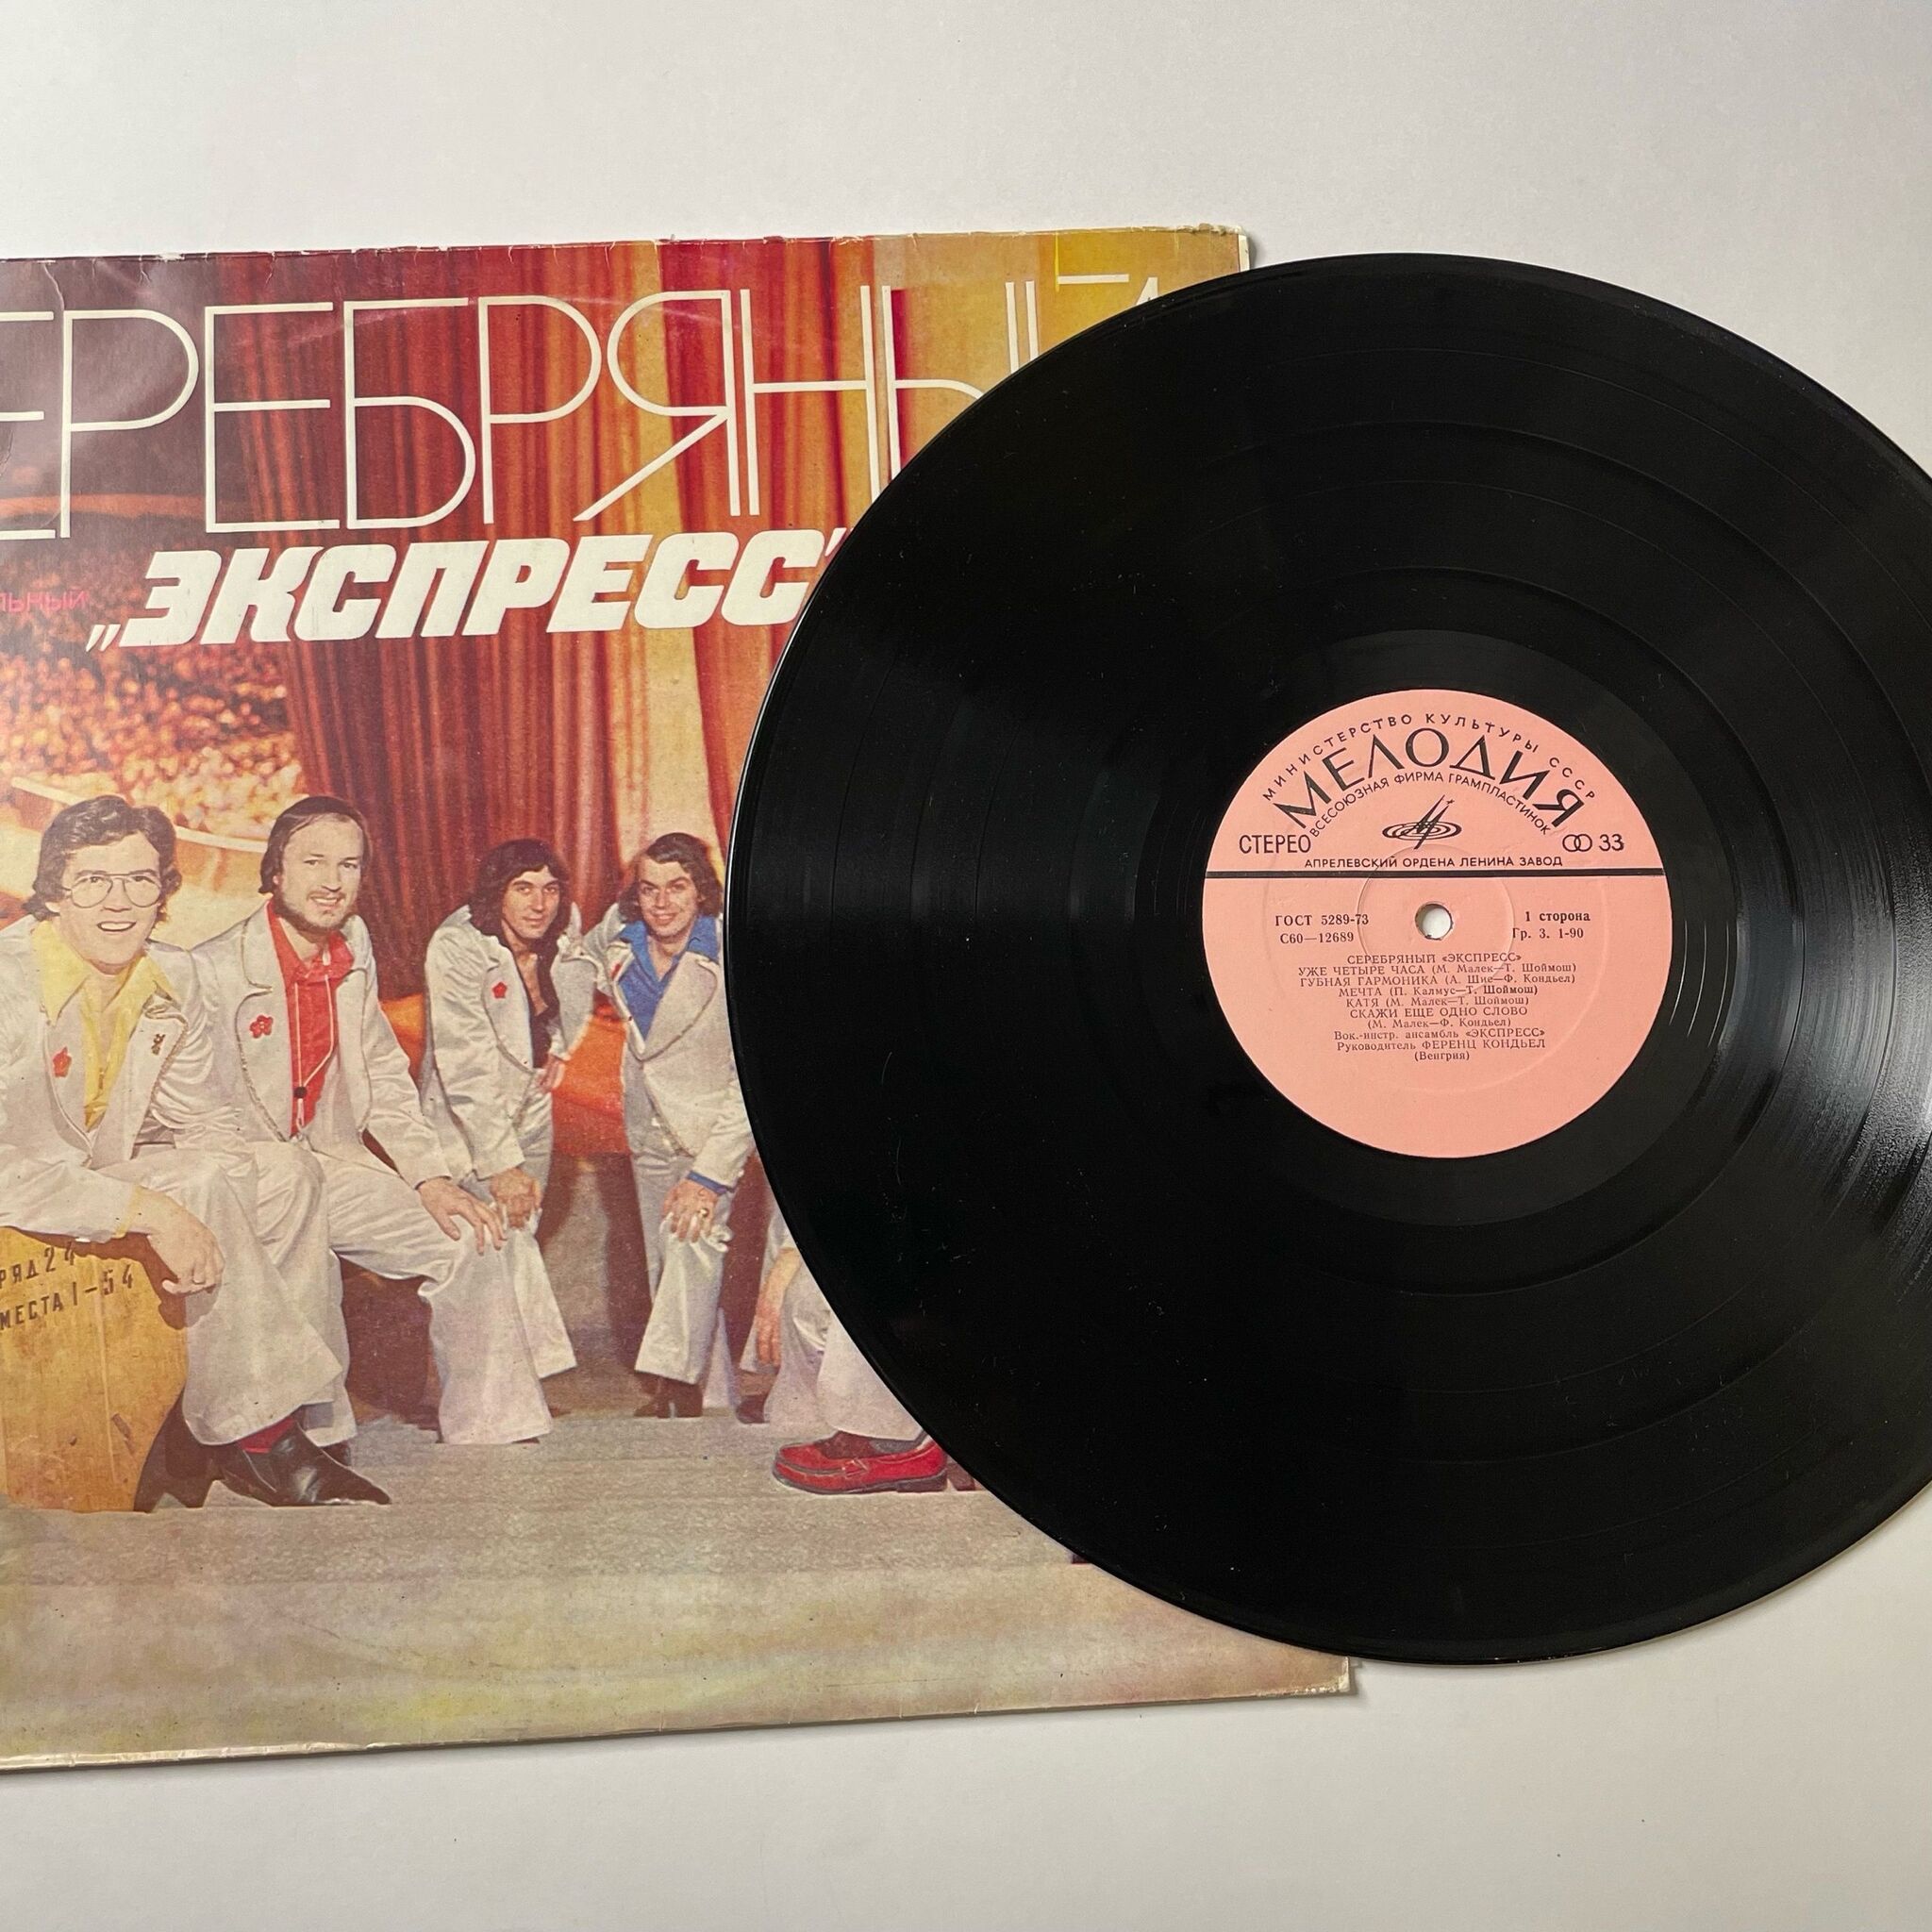 ЕРЕБРЯНЫЙ
ЛЬНЫЙ
„ЭКСПРЕСС"
РЯД 24
МЕСТА 1-54
МИНИСТЕРСТВО КУЛЬТУРЫ СССР
МЕЛОДИЯ
ВСЕСОЮЗНАЯ ФИРМА ГРАМПЛАСТИНОК
СТЕРЕО 33
АПРЕЛЕВСКИЙ ОРДЕНА ЛЕНИНА ЗАВОД
ГОСТ 5289-73 1 сторона
С60—12689 Гр. 3. 1-90
СЕРЕБРЯНЫЙ «ЭКСПРЕСС»
УЖЕ ЧЕТЫРЕ ЧАСА (М. Малек—Т. Шоймош)
ГУБНАЯ ГАРМОНИКА (А. Шис—Ф. Кондьел)
МЕЧТА (П. Калмус—Т. Шоймош)
КАТЯ (М. Малек—Т. Шоймош)
СКАЖИ ЕЩЕ ОДНО СЛОВО
(М. Малек—Ф. Кондьел)
Вок.-инстр. ансамбль «ЭКСПРЕСС»
Руководитель ФЕРЕНЦ КОНДЬЕЛ
(Венгрия)